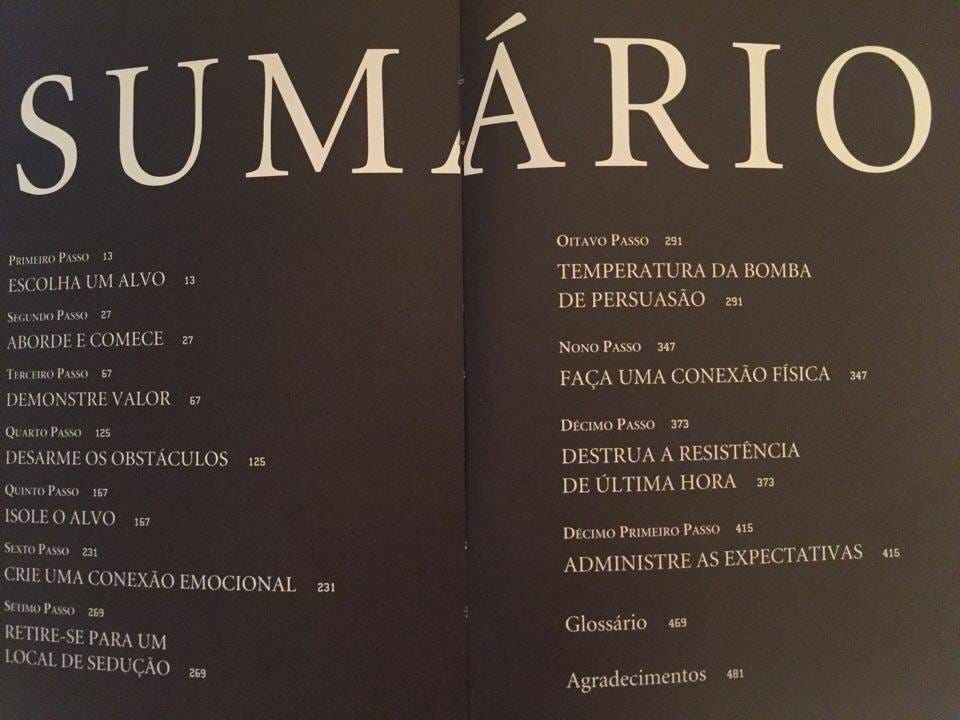 SUMÁRIO
PRIMEIRO PASSO 13
ESCOLHA UM ALVO 13
SEGUNDO PASSO 27
ABORDE E COMECE 27
TERCEIRO PASSO 67
DEMONSTRE VALOR 67
QUARTO PASSO 125
DESARME OS OBSTÁCULOS 125
QUINTO PASSO 167
ISOLE O ALVO 167
SEXTO PASSO 231
CRIE UMA CONEXÃO EMOCIONAL 231
SÉTIMO PASSO 269
RETIRE-SE PARA UM
LOCAL DE SEDUÇÃO 269
OITAVO PASSO 291
TEMPERATURA DA BOMBA
DE PERSUASÃO 291
NONO PASSO 347
FAÇA UMA CONEXÃO FÍSICA 347
DÉCIMO PASSO 373
DESTRUA A RESISTÊNCIA
DE ÚLTIMA HORA 373
DÉCIMO PRIMEIRO PASSO 415
ADMINISTRE AS EXPECTATIVAS 415
Glossário 469
Agradecimentos 481